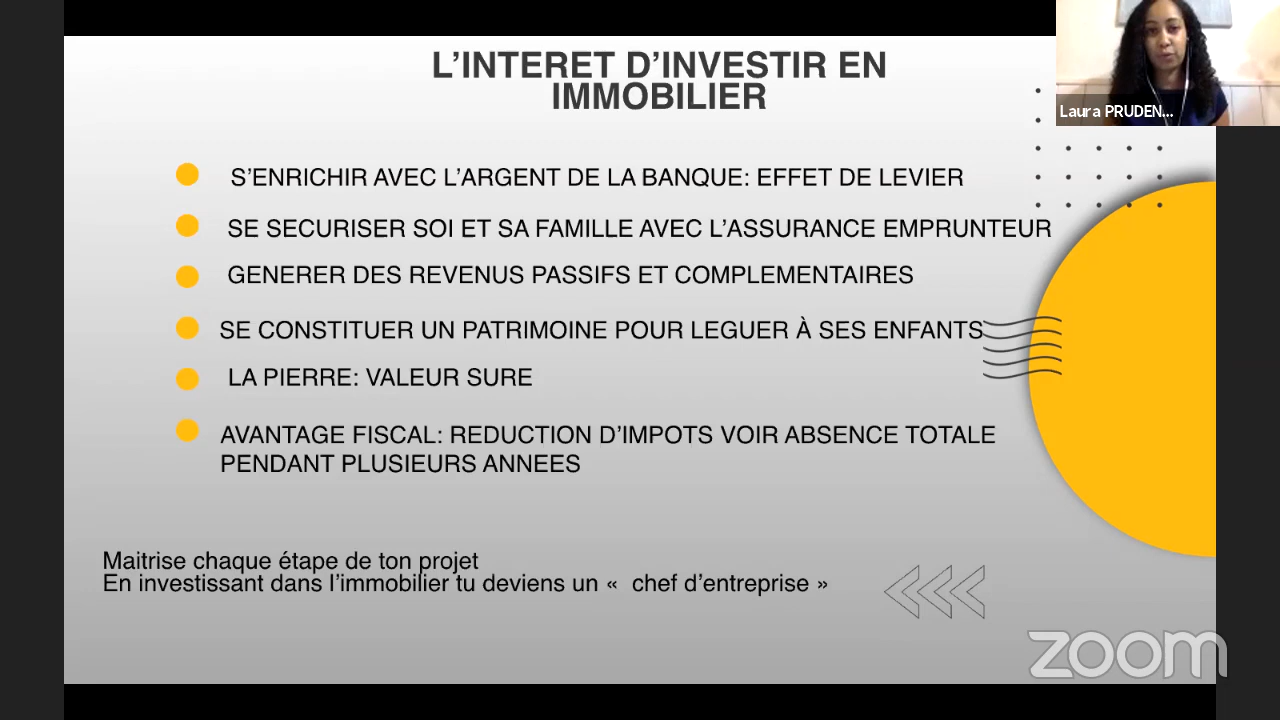 L'INTERET D'INVESTIR EN
IMMOBILIER
Laura PRUDEN...
S'ENRICHIR AVEC L'ARGENT DE LA BANQUE: EFFET DE LEVIER
SE SECURISER SOI ET SA FAMILLE AVEC L'ASSURANCE EMPRUNTEUR
GENERER DES REVENUS PASSIFS ET COMPLEMENTAIRES
SE CONSTITUER UN PATRIMOINE POUR LEGUER À SES ENFANTS
LA PIERRE: VALEUR SURE
AVANTAGE FISCAL: REDUCTION D'IMPOTS VOIR ABSENCE TOTALE
PENDANT PLUSIEURS ANNEES
Maitrise chaque étape de ton projet
En investissant dans l'immobilier tu deviens un «  chef d'entreprise »
zoom